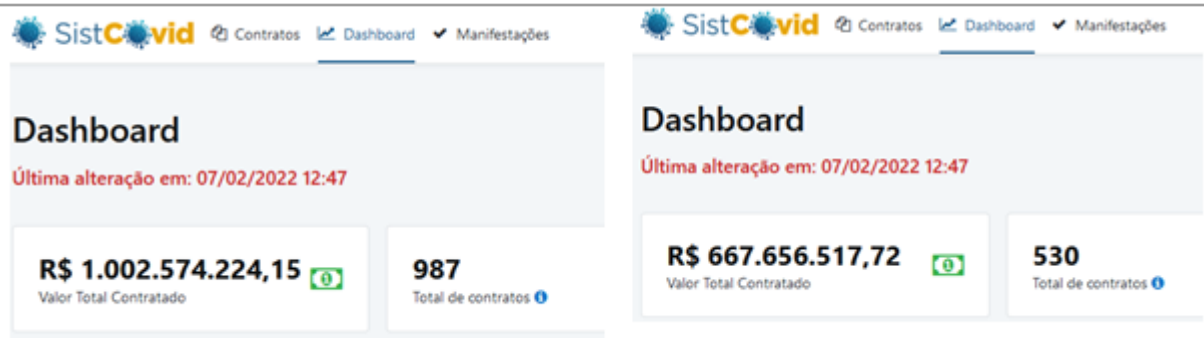 SistCovid Contratos Dashboard Manifestações
Dashboard
Última alteração em: 07/02/2022 12:47
R$ 1.002.574.224,15
Valor Total Contratado
987
Total de contratos
SistCovid Contratos Dashboard Manifestações
Dashboard
Última alteração em: 07/02/2022 12:47
R$ 667.656.517,72
Valor Total Contratado
530
Total de contratos